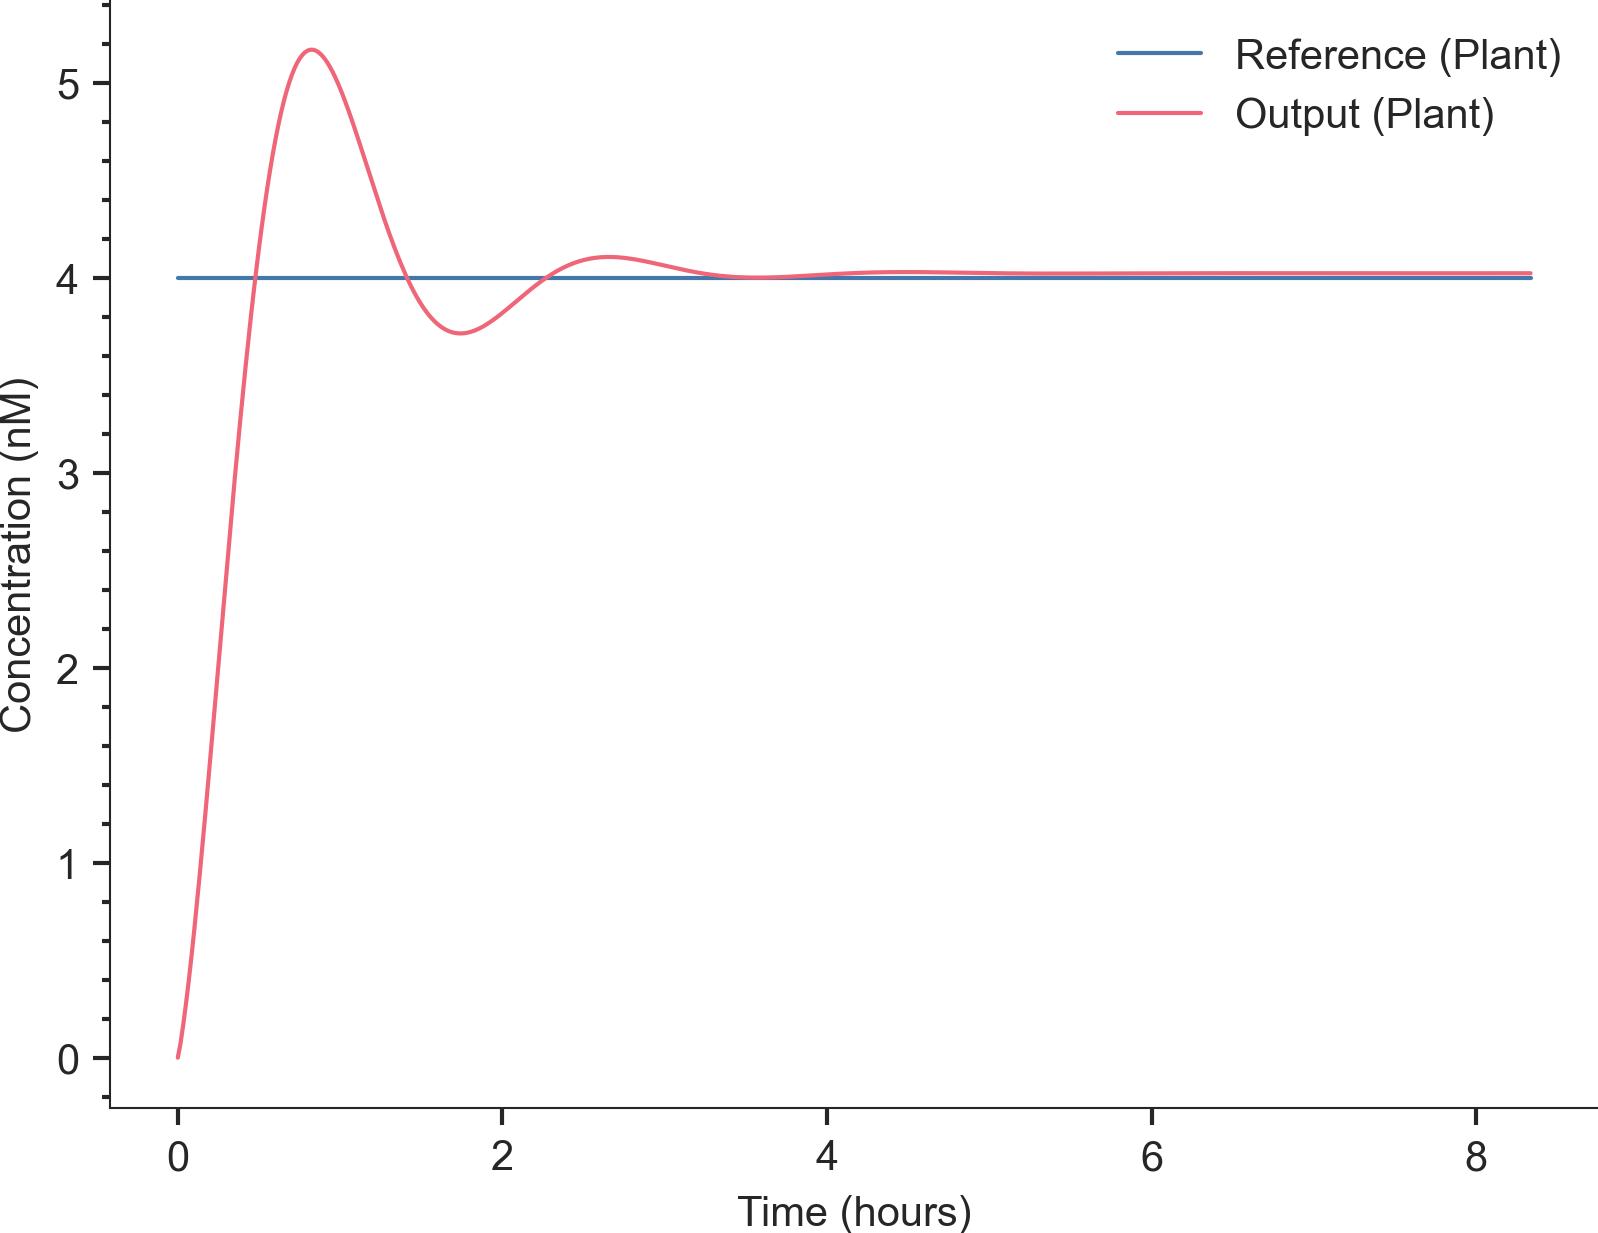 Reference (Plant)
Output (Plant)
5
4
3
2
1
0
Concentration (nM)
0 2 4 6 8
Time (hours)